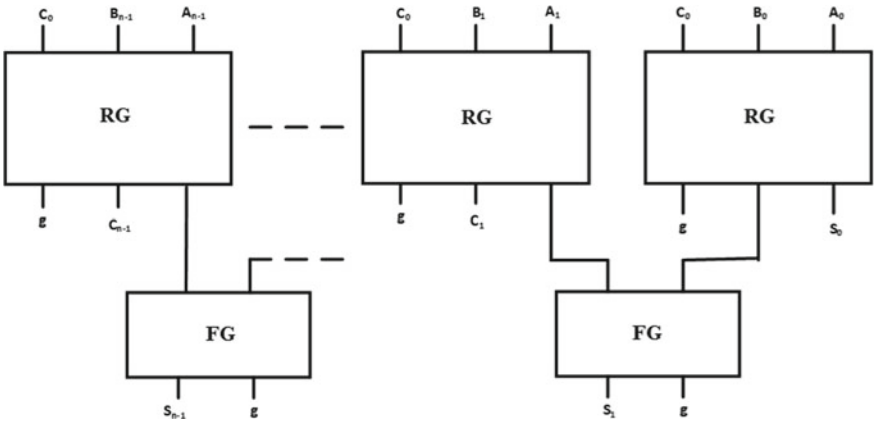 C₀ Bₙ₋₁ Aₙ₋₁ C₀ B₁ A₁ C₀ B₀ A₀
RG RG RG
g Cₙ₋₁ g C₁ g S₀
FG FG
Sₙ₋₁ g S₁ g